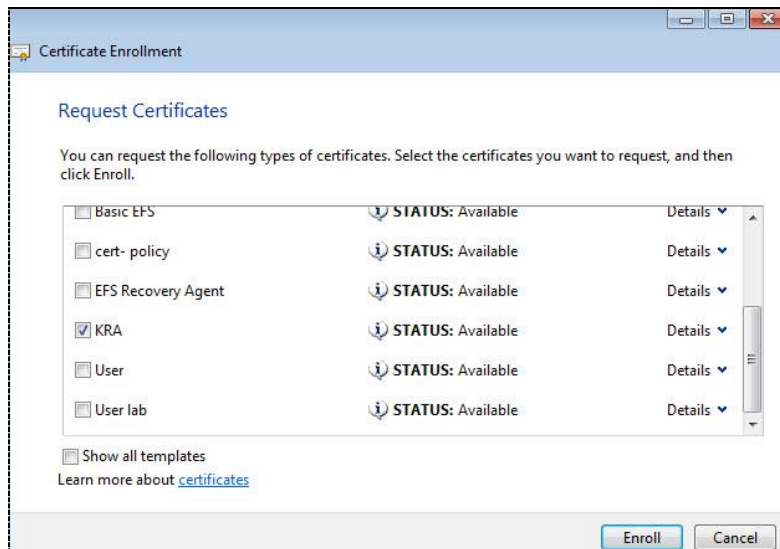 Certificate Enrollment
Request Certificates
You can request the following types of certificates. Select the certificates you want to request, and then
click Enroll.
Basic EFS STATUS: Available Details
cert- policy STATUS: Available Details
EFS Recovery Agent STATUS: Available Details
KRA STATUS: Available Details
User STATUS: Available Details
User lab STATUS: Available Details
Show all templates
Learn more about certificates
Enroll Cancel